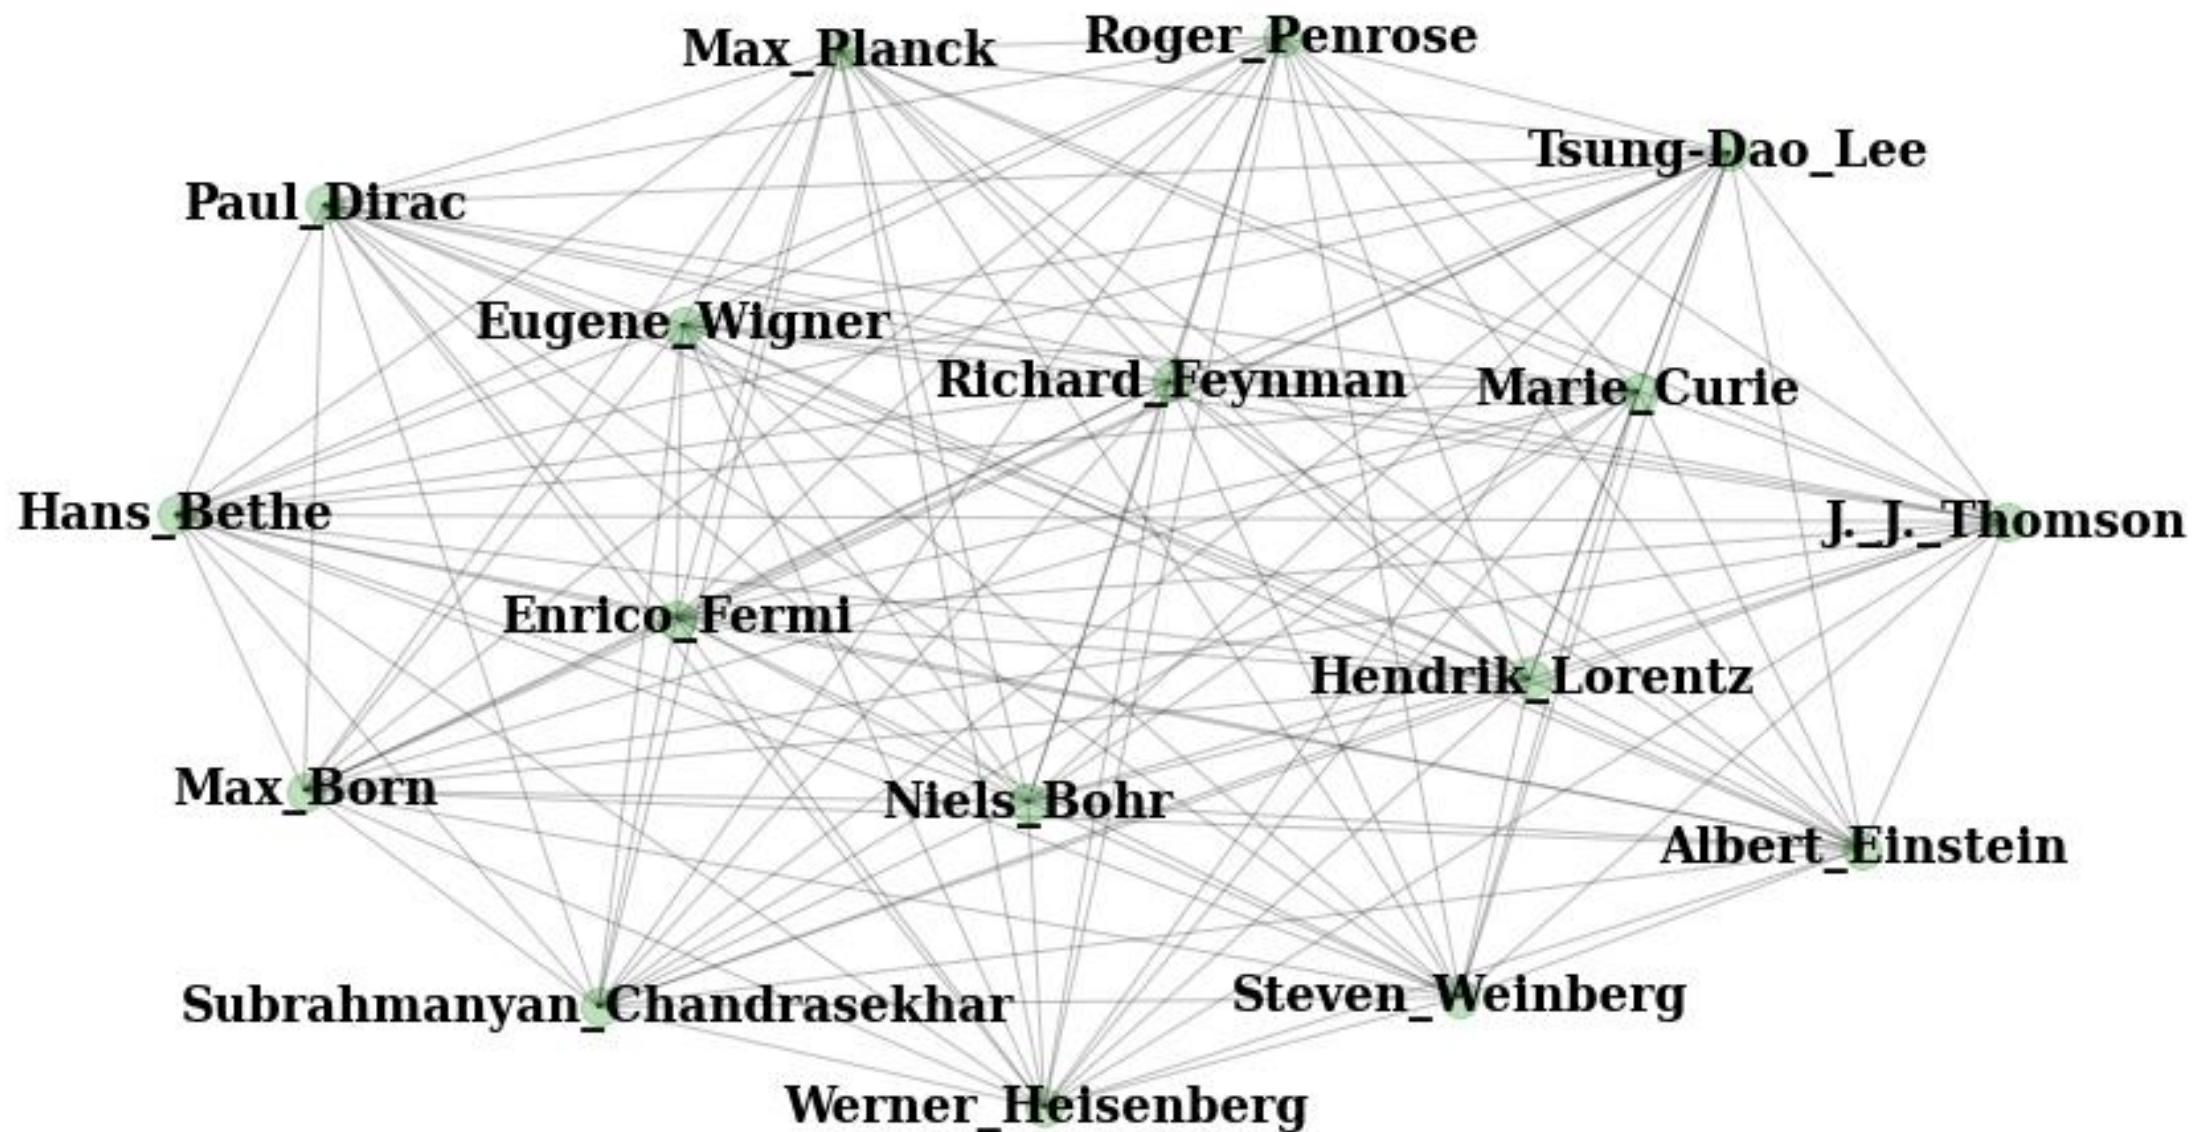 Max_Planck
Roger_Penrose
Tsung-Dao_Lee
Paul_Dirac
Eugene_Wigner
Richard_Feynman
Marie_Curie
Hans_Bethe
J._J._Thomson
Enrico_Fermi
Hendrik_Lorentz
Max_Born
Niels_Bohr
Albert_Einstein
Subrahmanyan_Chandrasekhar
Steven_Weinberg
Werner_Heisenberg